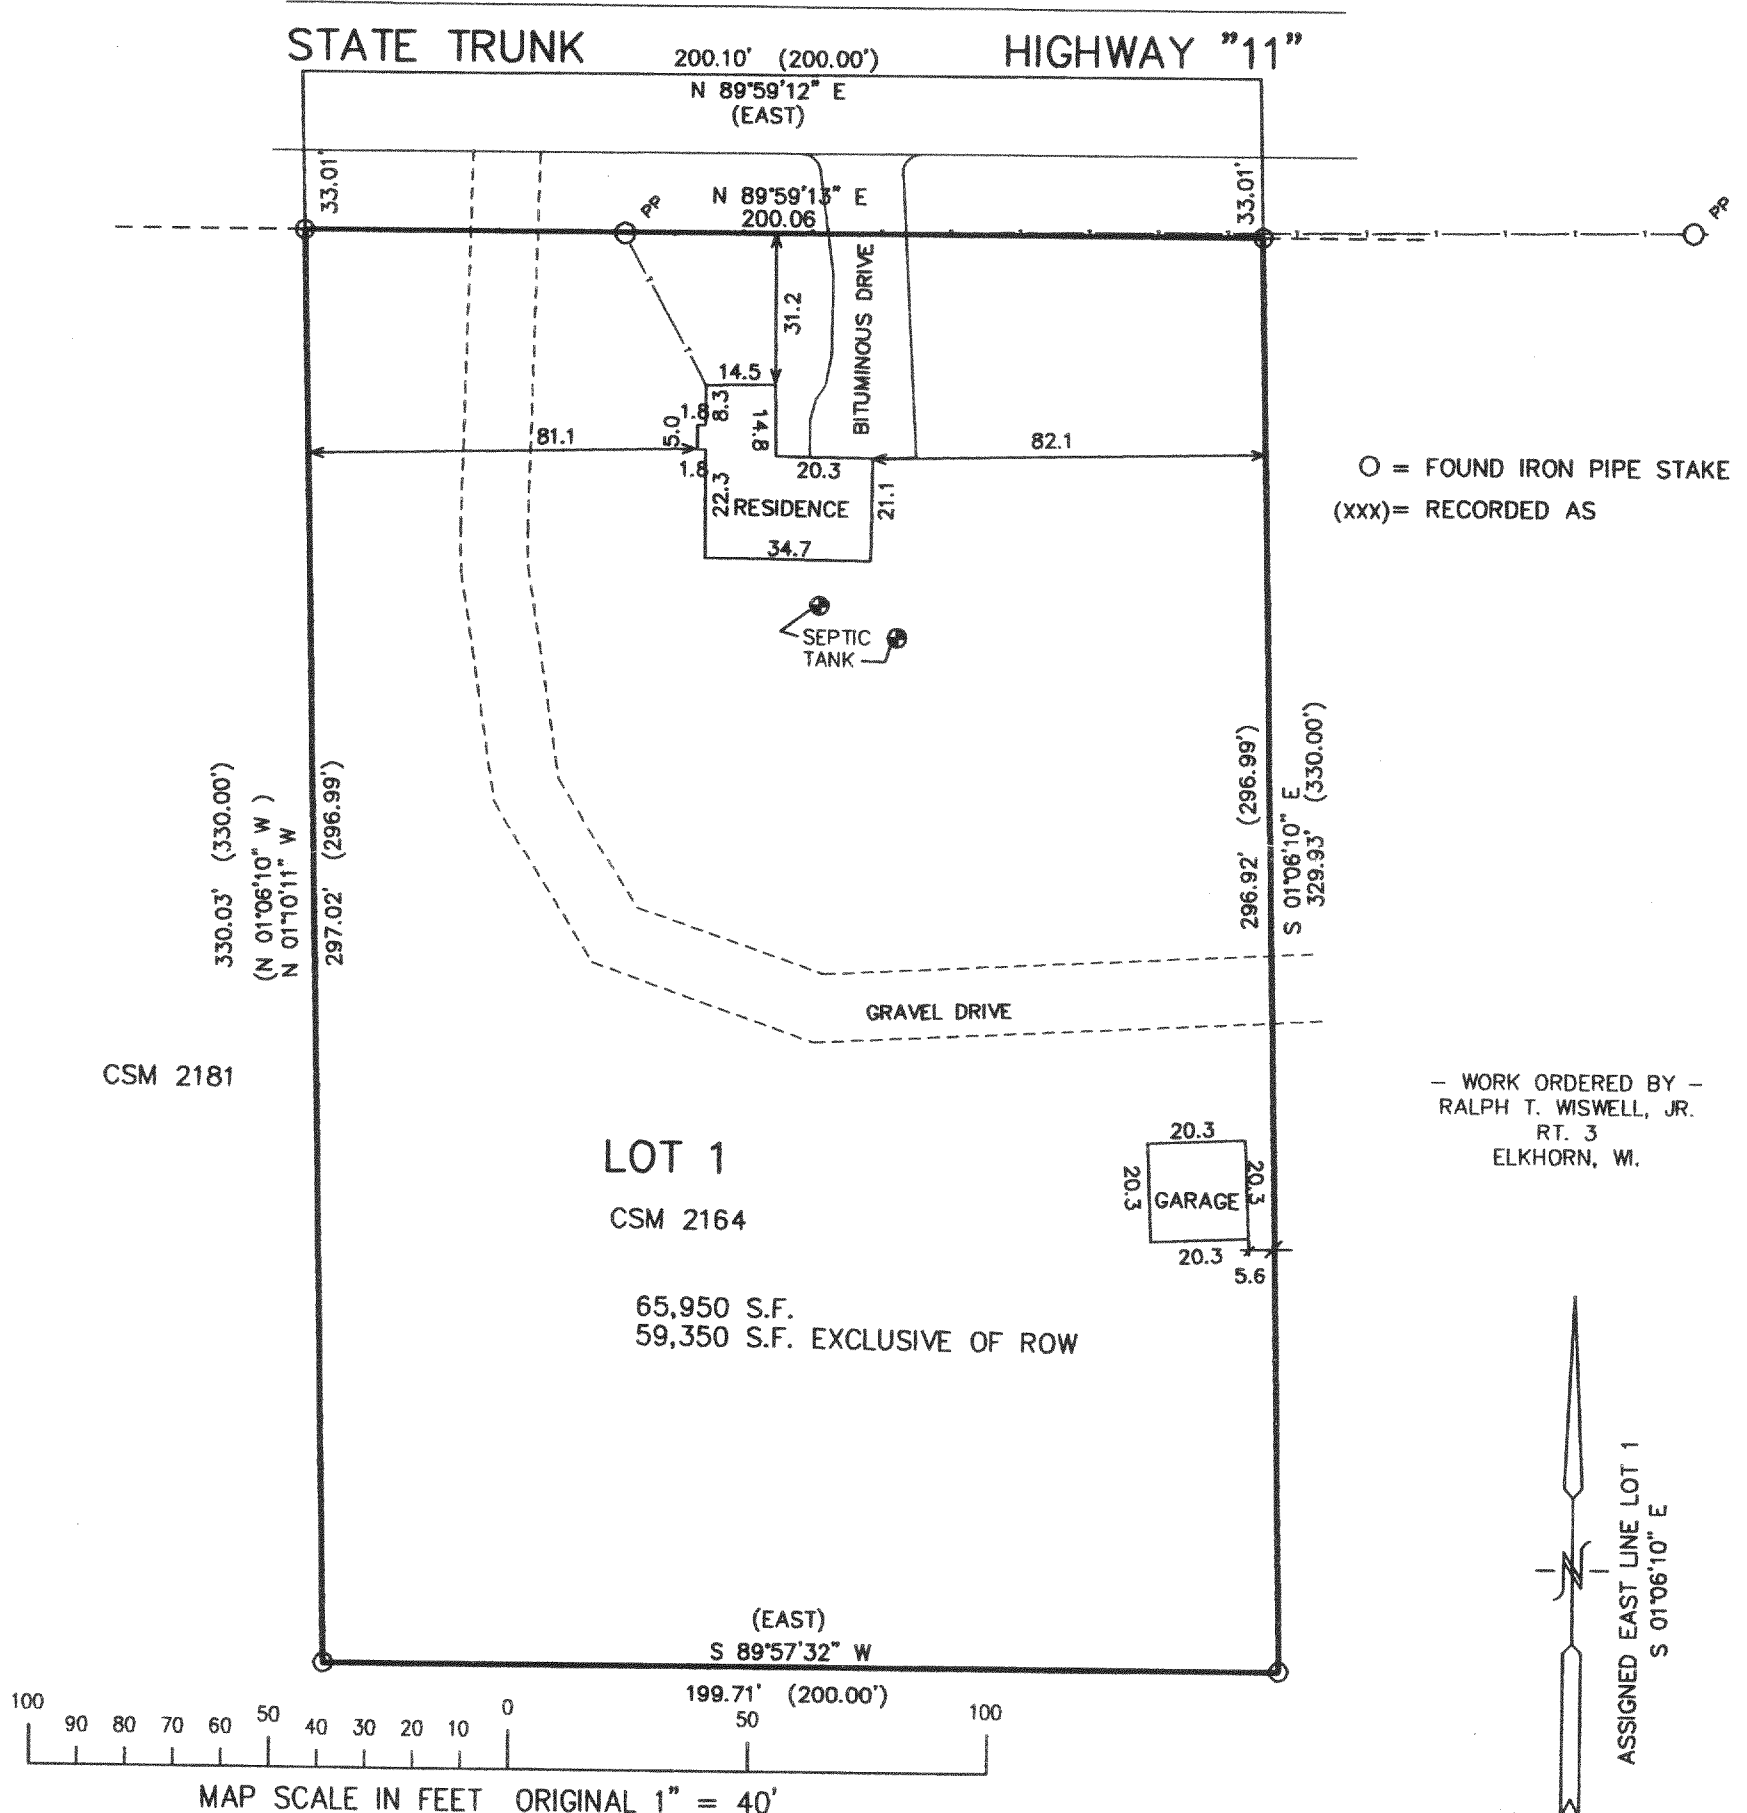 STATE TRUNK HIGHWAY "11"
200.10' (200.00')
N 89°59'12" E
(EAST)
33.01'
33.01'
PP
N 89°59'13" E
200.06
PP
31.2
BITUMINOUS DRIVE
14.5
1.8
8.3
5.0
14.8
81.1
82.1
1.8
20.3
22.3
RESIDENCE
21.1
34.7
O = FOUND IRON PIPE STAKE
(XXX)= RECORDED AS
SEPTIC
TANK
330.03' (330.00')
(N 01°06'10" W )
N 01°10'11" W
297.02' (296.99')
296.92' (296.99')
S 01°06'10" E
329.93' (330.00')
GRAVEL DRIVE
CSM 2181
- WORK ORDERED BY -
RALPH T. WISWELL, JR.
RT. 3
ELKHORN, WI.
LOT 1
CSM 2164
20.3
20.3
GARAGE
20.3
20.3
5.6
65,950 S.F.
59,350 S.F. EXCLUSIVE OF ROW
N
ASSIGNED EAST LINE LOT 1
S 01°06'10" E
(EAST)
S 89°57'32" W
199.71' (200.00')
100 90 80 70 60 50 40 30 20 10 0 50 100
MAP SCALE IN FEET ORIGINAL 1" = 40'